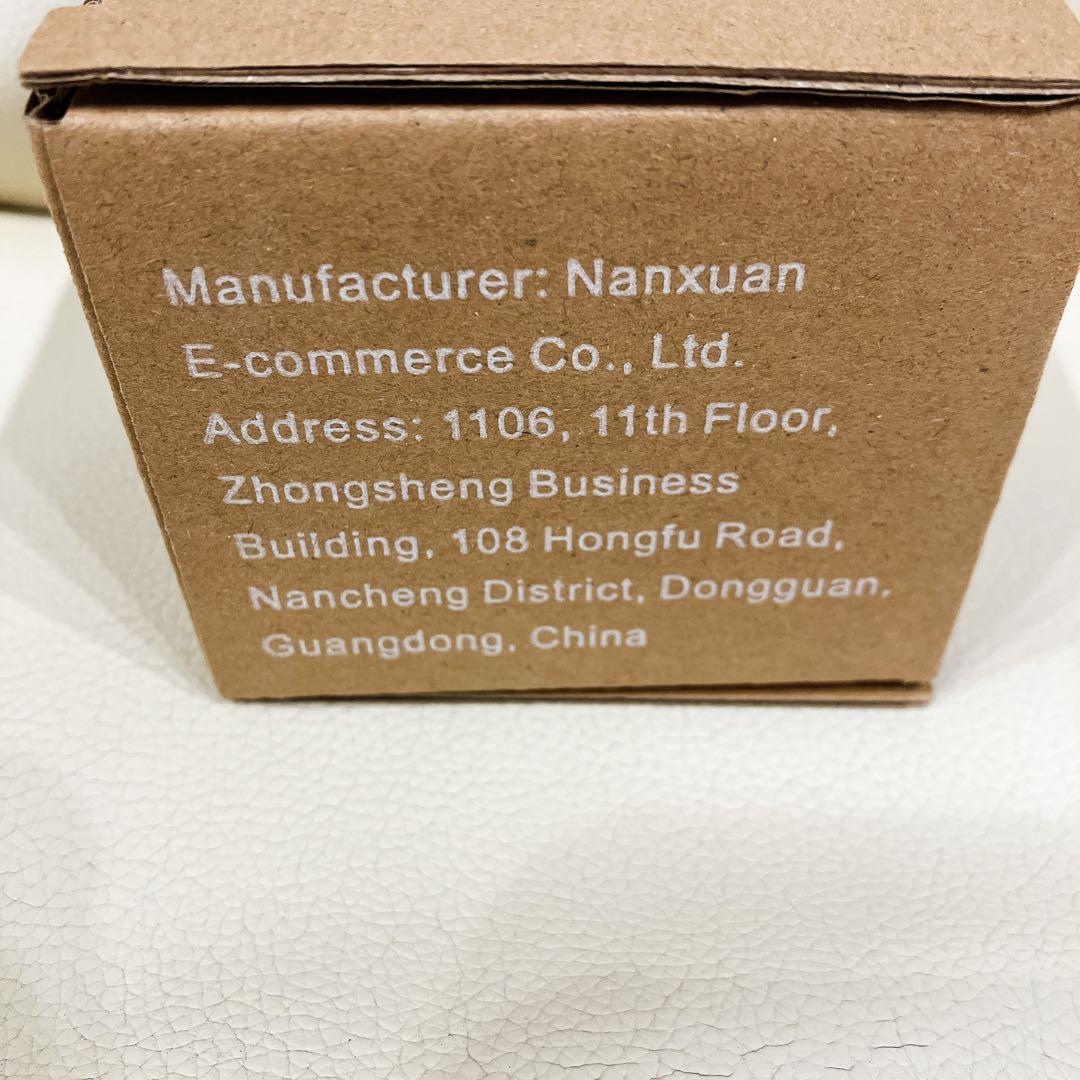 Manufacturer: Nanxuan
E-commerce Co., Ltd.
Address: 1106, 11th Floor,
Zhongsheng Business
Building, 108 Hongfu Road,
Nancheng District, Dongguan,
Guangdong, China